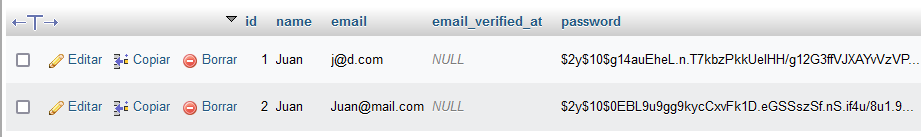 id name email email_verified_at password
Editar Copiar Borrar 1 Juan j@d.com NULL $2y$10$g14auEheL.n.T7kbzPkkUelHH/g12G3ffVJXAYvVzVP...
Editar Copiar Borrar 2 Juan Juan@mail.com NULL $2y$10$0EBL9u9gg9kycCxvFk1D.eGSSszSf.nS.if4u/8u1.9...